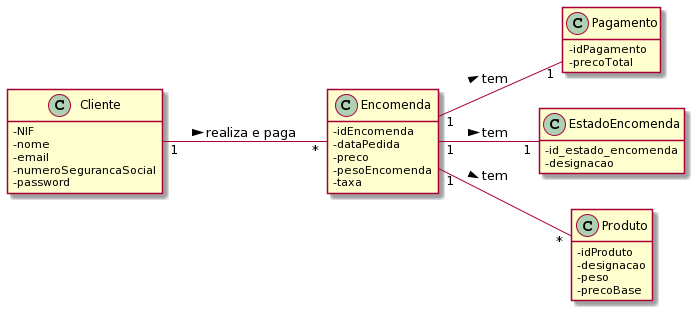 C Cliente
-NIF
-nome
-email
-numeroSegurancaSocial
-password
realiza e paga
1
*
C Encomenda
-idEncomenda
-dataPedida
-preco
-pesoEncomenda
-taxa
tem
1
1
C Pagamento
-idPagamento
-precoTotal
tem
1
1
C EstadoEncomenda
-id_estado_encomenda
-designacao
tem
1
*
C Produto
-idProduto
-designacao
-peso
-precoBase